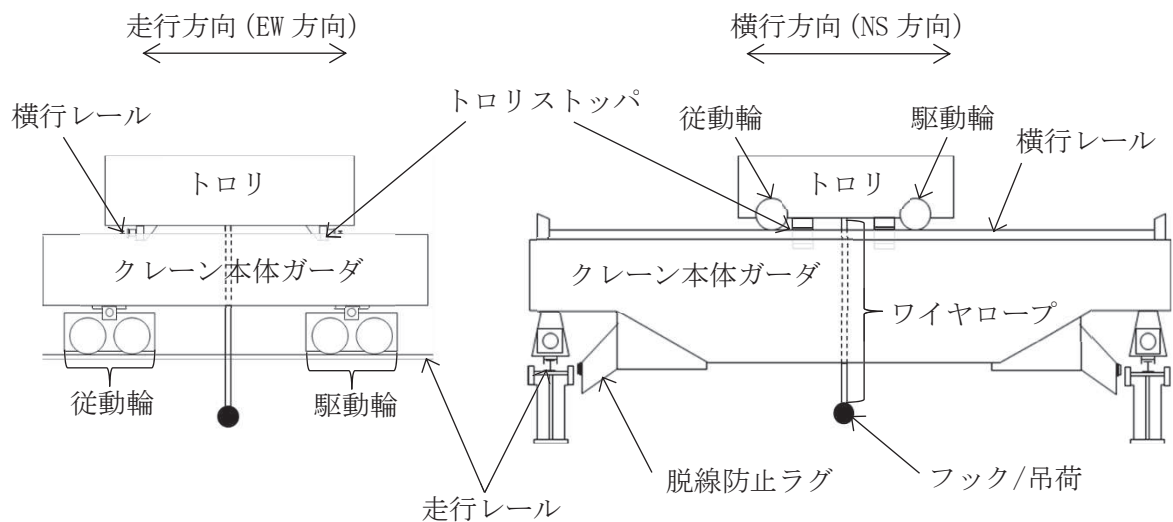 走行方向(EW 方向)
横行方向(NS 方向)
横行レール
トロリストッパ
従動輪
駆動輪
横行レール
トロリ
トロリ
クレーン本体ガーダ
クレーン本体ガーダ
ワイヤロープ
従動輪
駆動輪
走行レール
脱線防止ラグ
フック/吊荷